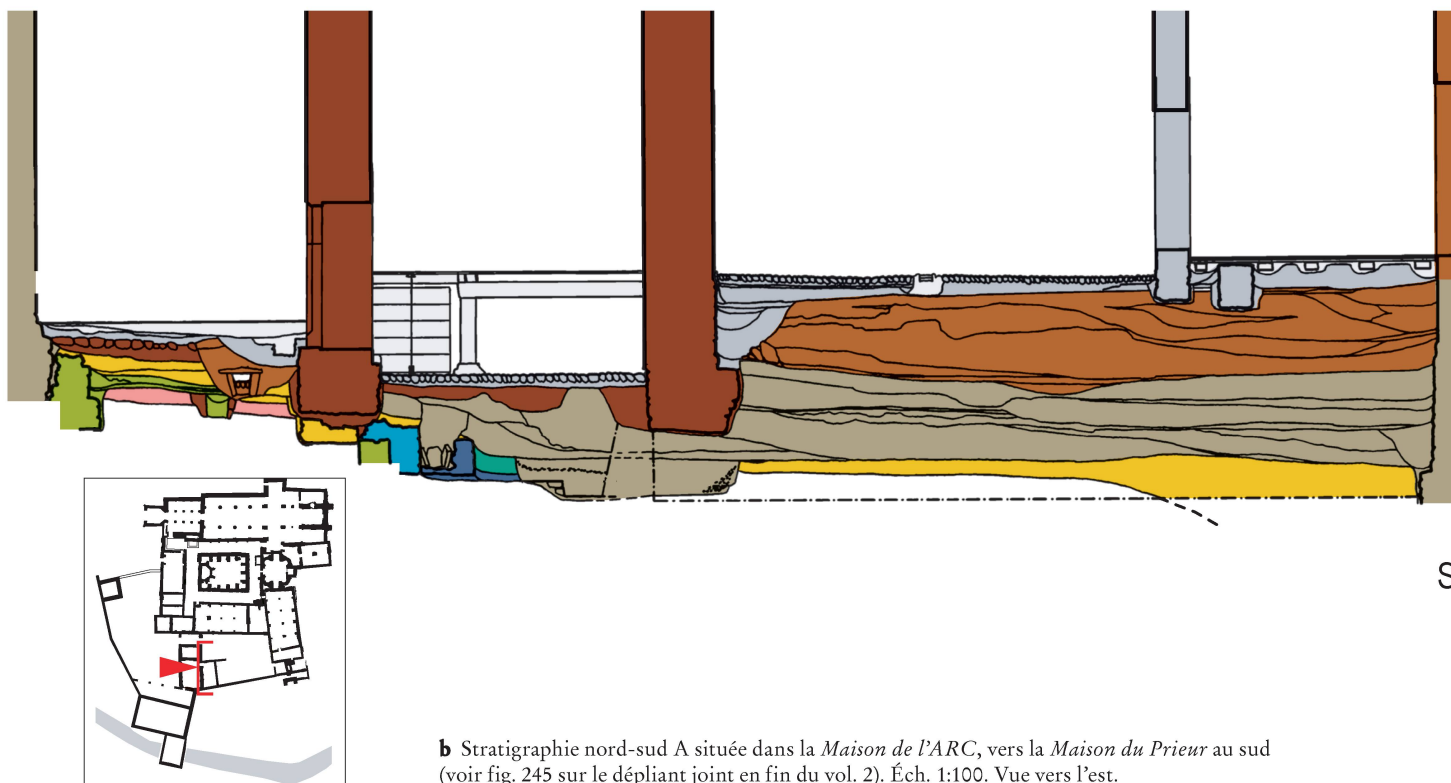 S
b Stratigraphie nord-sud A située dans la Maison de l'ARC, vers la Maison du Prieur au sud
(voir fig. 245 sur le dépliant joint en fin du vol. 2). Éch. 1:100. Vue vers l'est.